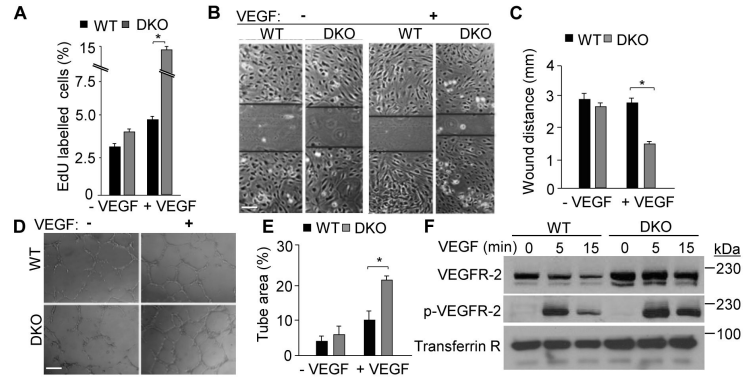 A
WT DKO
EdU labelled cells (%)
15
5.0
2.5
0
*
- VEGF + VEGF
B
VEGF: - +
WT DKO WT DKO
C
WT DKO
Wound distance (mm)
4
3
2
1
0
*
- VEGF + VEGF
D
VEGF: - +
WT
DKO
E
WT DKO
Tube area (%)
30
20
10
0
*
- VEGF + VEGF
F
WT DKO
VEGF (min) 0 5 15 0 5 15 kDa
VEGFR-2 230
p-VEGFR-2 230
Transferrin R 100